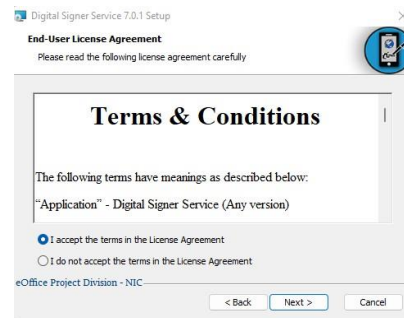 Digital Signer Service 7.0.1 Setup
End-User License Agreement
Please read the following license agreement carefully
Terms & Conditions
The following terms have meanings as described below:
“Application” - Digital Signer Service (Any version)
I accept the terms in the License Agreement
I do not accept the terms in the License Agreement
eOffice Project Division - NIC
< Back Next > Cancel